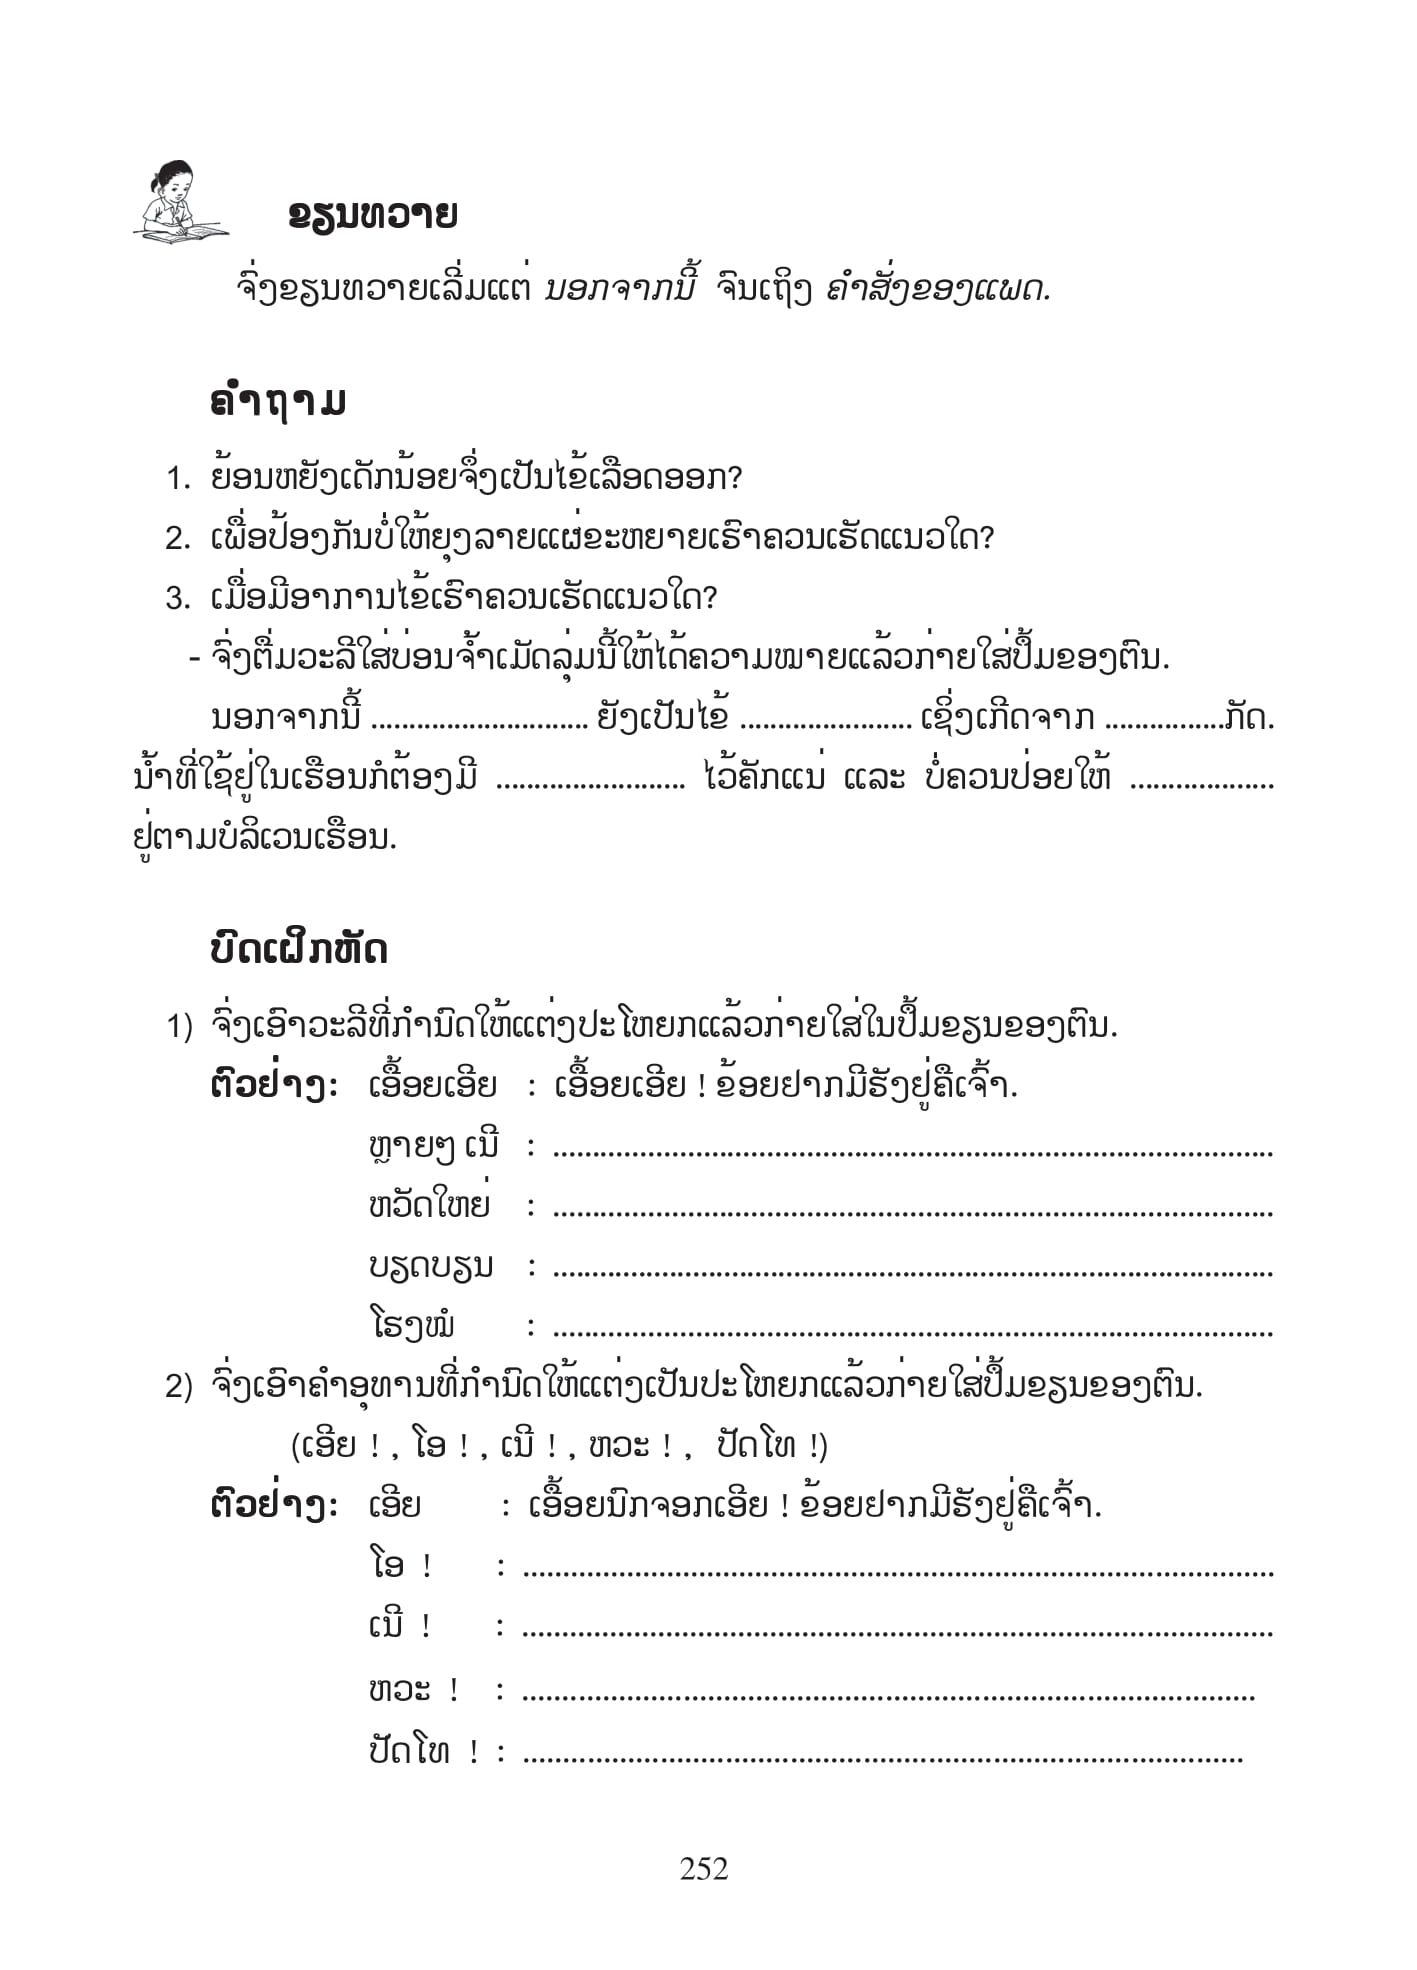 ຂຽນທວາຍ
ຈົ່ງຂຽນທວາຍເລີ່ມແຕ່ ນອກຈາກນີ້ ຈົນເຖິງ ຄຳສັ່ງຂອງແພດ.
ຄຳຖາມ
1. ຍ້ອນຫຍັງເດັກນ້ອຍຈຶ່ງເປັນໄຂ້ເລືອດອອກ?
2. ເພື່ອປ້ອງກັນບໍ່ໃຫ້ຍຸງລາຍແຜ່ຂະຫຍາຍເຮົາຄວນເຮັດແນວໃດ?
3. ເມື່ອມີອາການໄຂ້ເຮົາຄວນເຮັດແນວໃດ?
- ຈົ່ງຕື່ມວະລີໃສ່ບ່ອນຈ້ຳເມັດລຸ່ມນີ້ໃຫ້ໄດ້ຄວາມໝາຍແລ້ວກ່າຍໃສ່ປຶ້ມຂອງຕົນ.
ນອກຈາກນີ້ ............................. ຍັງເປັນໄຂ້ ....................... ເຊິ່ງເກີດຈາກ ................ກັດ.
ນ້ຳທີ່ໃຊ້ຢູ່ໃນເຮືອນກໍຕ້ອງມີ ......................... ໄວ້ຄັກແນ່ ແລະ ບໍ່ຄວນປ່ອຍໃຫ້ ...................
ຢູ່ຕາມບໍລິເວນເຮືອນ.
ບົດເຝິກຫັດ
1) ຈົ່ງເອົາວະລີທີ່ກຳນົດໃຫ້ແຕ່ງປະໂຫຍກແລ້ວກ່າຍໃສ່ໃນປຶ້ມຂຽນຂອງຕົນ.
ຕົວຢ່າງ: ເອື້ອຍເອີຍ : ເອື້ອຍເອີຍ ! ຂ້ອຍຢາກມີຮັງຢູ່ຄືເຈົ້າ.
ຫຼາຍໆ ເນີ : ..............................................................................................
ຫວັດໃຫຍ່ : ..............................................................................................
ບຽດບຽນ : ..............................................................................................
ໂຮງໝໍ : ..............................................................................................
2) ຈົ່ງເອົາຄຳອຸທານທີ່ກຳນົດໃຫ້ແຕ່ງເປັນປະໂຫຍກແລ້ວກ່າຍໃສ່ປຶ້ມຂຽນຂອງຕົນ.
(ເອີຍ ! , ໂອ ! , ເນີ ! , ຫວະ ! , ປັດໂທ !)
ຕົວຢ່າງ: ເອີຍ : ເອື້ອຍນົກຈອກເອີຍ ! ຂ້ອຍຢາກມີຮັງຢູ່ຄືເຈົ້າ.
ໂອ ! : ..................................................................................................
ເນີ ! : ..................................................................................................
ຫວະ ! : ................................................................................................
ປັດໂທ ! : ..............................................................................................
252